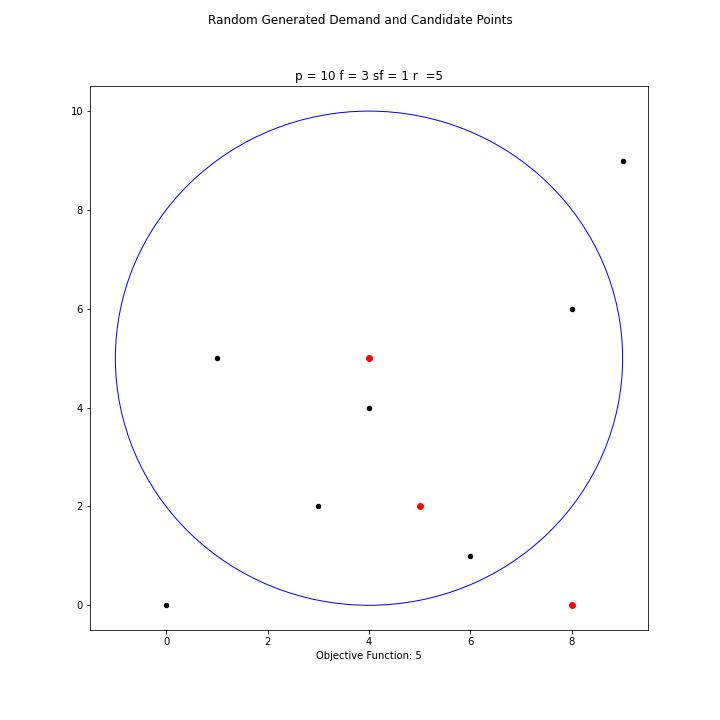 Random Generated Demand and Candidate Points
p = 10 f = 3 sf = 1 r  =5
10
8
6
4
2
0
0 2 4 6 8
Objective Function: 5